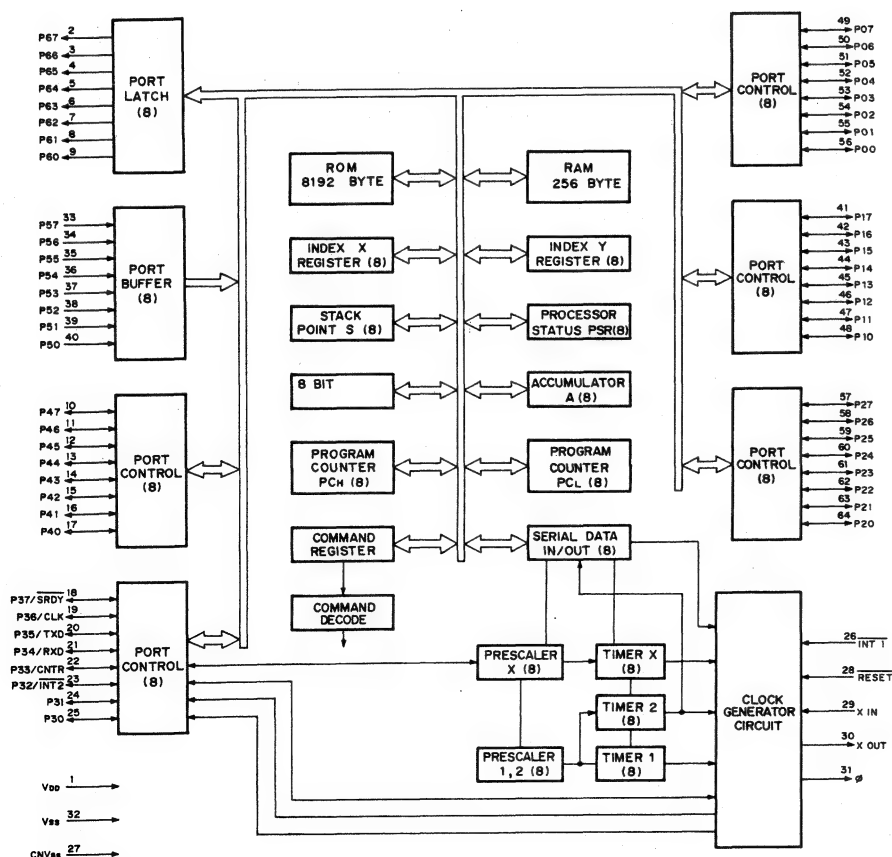 P67 2
P66 3
P65 4
P64 5
P63 6
P62 7
P61 8
P60 9
PORT
LATCH
(8)
49 P07
50 P06
51 P05
52 P04
53 P03
54 P02
55 P01
56 P00
PORT
CONTROL
(8)
ROM
8192 BYTE
RAM
256 BYTE
P57 33
P56 34
P55 35
P54 36
P53 37
P52 38
P51 39
P50 40
PORT
BUFFER
(8)
INDEX X
REGISTER (8)
INDEX Y
REGISTER (8)
41 P17
42 P16
43 P15
44 P14
45 P13
46 P12
47 P11
48 P10
PORT
CONTROL
(8)
STACK
POINT S (8)
PROCESSOR
STATUS PSR(8)
8 BIT
ACCUMULATOR
A (8)
P47 10
P46 11
P45 12
P44 13
P43 14
P42 15
P41 16
P40 17
PORT
CONTROL
(8)
PROGRAM
COUNTER
PCH (8)
PROGRAM
COUNTER
PCL (8)
57 P27
58 P26
59 P25
60 P24
61 P23
62 P22
63 P21
64 P20
PORT
CONTROL
(8)
COMMAND
REGISTER
SERIAL DATA
IN/OUT (8)
COMMAND
DECODE
P37/SRDY 18
P36/CLK 19
P35/TXD 20
P34/RXD 21
P33/CNTR 22
P32/INT2 23
P31 24
P30 25
PORT
CONTROL
(8)
PRESCALER
X (8)
TIMER X
(8)
TIMER 2
(8)
PRESCALER
1,2 (8)
TIMER 1
(8)
CLOCK
GENERATOR
CIRCUIT
26 INT 1
28 RESET
29 X IN
30 X OUT
31 ø
VDD 1
VSS 32
CNVSS 27